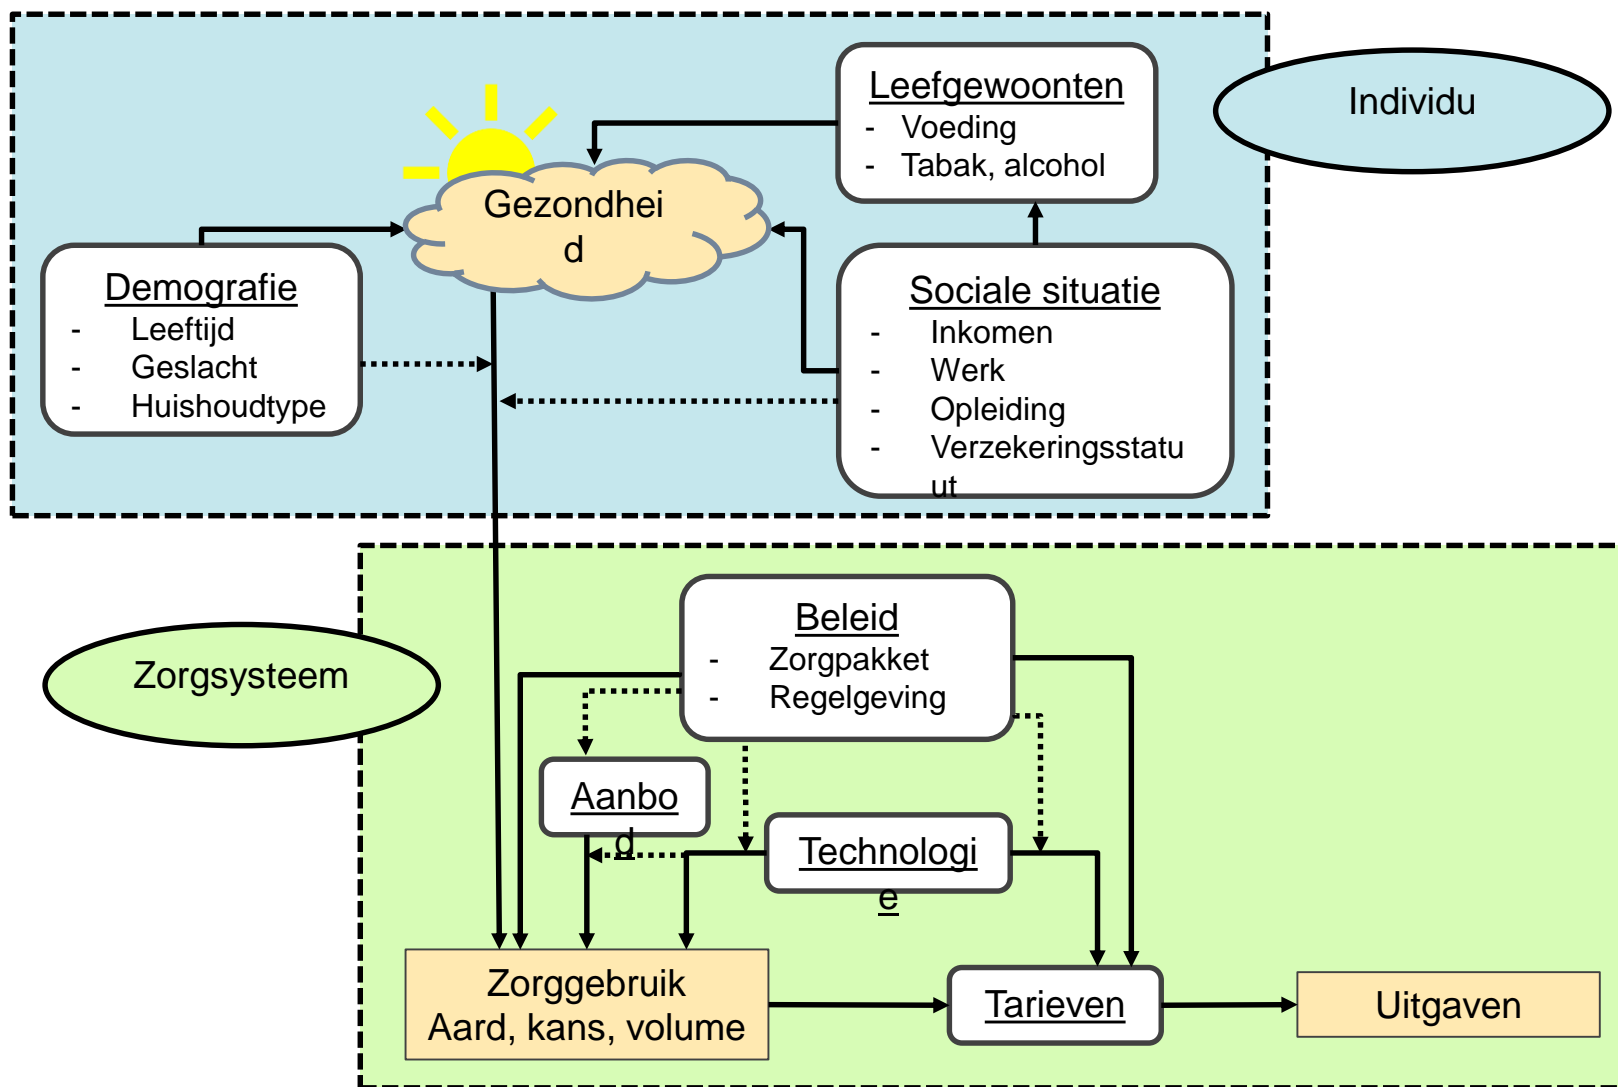 Leefgewoonten
- Voeding
- Tabak, alcohol
Individu
Gezondhei
d
Demografie
- Leeftijd
- Geslacht
- Huishoudtype
Sociale situatie
- Inkomen
- Werk
- Opleiding
- Verzekeringsstatu
ut
Beleid
- Zorgpakket
- Regelgeving
Zorgsysteem
Aanbo
d
Technologi
e
Zorggebruik
Aard, kans, volume
Tarieven
Uitgaven